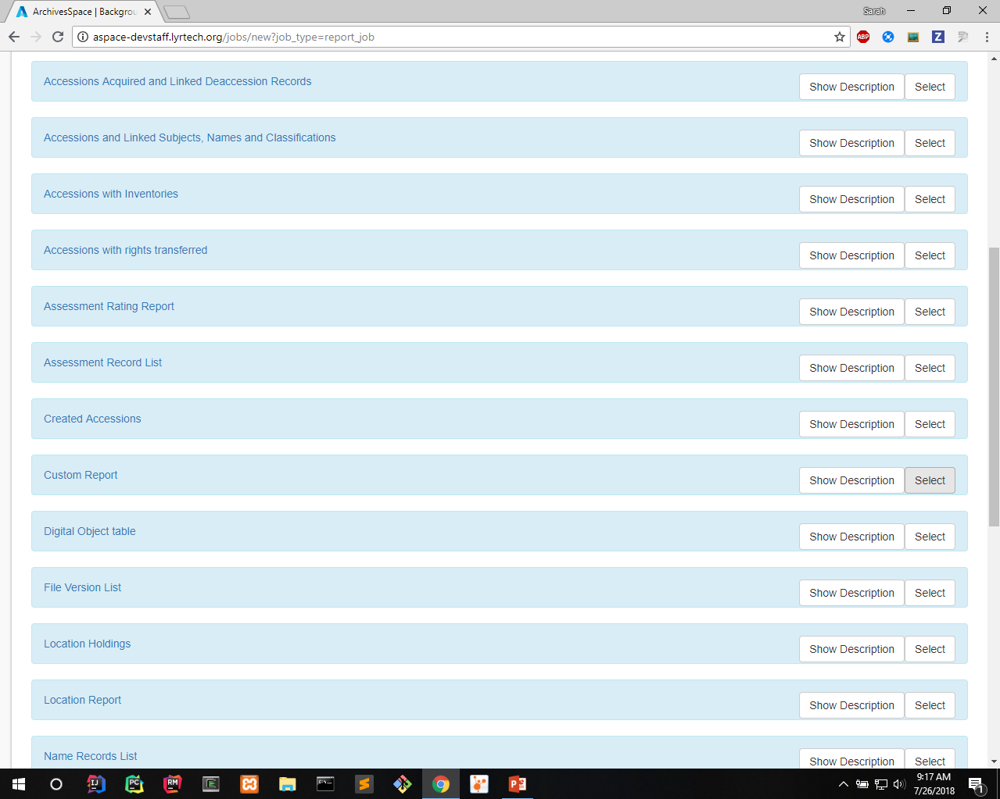 ArchivesSpace | Backgrou
Sarah
aspace-devstaff.lyrtech.org/jobs/new?job_type=report_job
ABP
Z
Accessions Acquired and Linked Deaccession Records
Show Description Select
Accessions and Linked Subjects, Names and Classifications
Show Description Select
Accessions with Inventories
Show Description Select
Accessions with rights transferred
Show Description Select
Assessment Rating Report
Show Description Select
Assessment Record List
Show Description Select
Created Accessions
Show Description Select
Custom Report
Show Description Select
Digital Object table
Show Description Select
File Version List
Show Description Select
Location Holdings
Show Description Select
Location Report
Show Description Select
Name Records List
Show Description Select
IJ
PC
RM
9:17 AM
7/26/2018
1